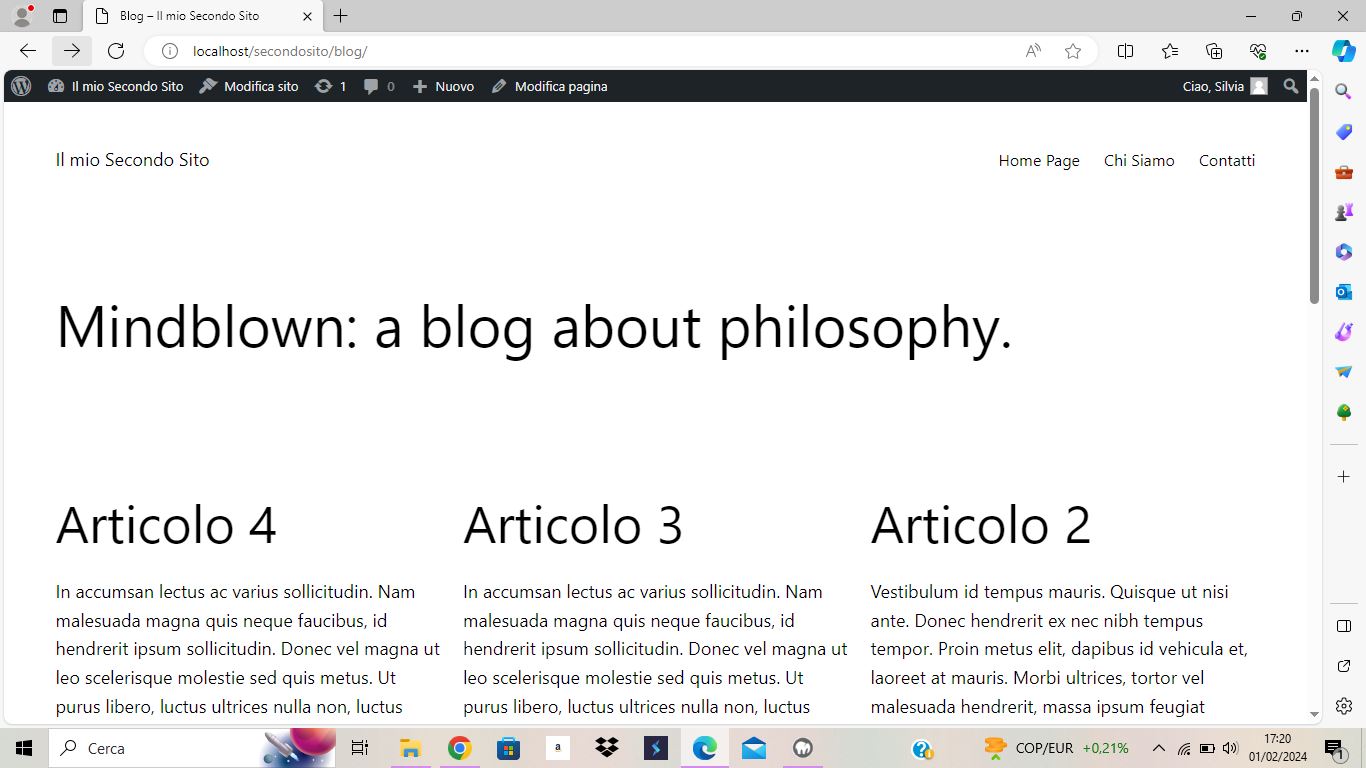 Blog – Il mio Secondo Sito
localhost/secondosito/blog/
Il mio Secondo Sito Modifica sito 1 0 Nuovo Modifica pagina Ciao, Silvia
Il mio Secondo Sito Home Page Chi Siamo Contatti
Mindblown: a blog about philosophy.
Articolo 4
In accumsan lectus ac varius sollicitudin. Nam
malesuada magna quis neque faucibus, id
hendrerit ipsum sollicitudin. Donec vel magna ut
leo scelerisque molestie sed quis metus. Ut
purus libero, luctus ultrices nulla non, luctus
Articolo 3
In accumsan lectus ac varius sollicitudin. Nam
malesuada magna quis neque faucibus, id
hendrerit ipsum sollicitudin. Donec vel magna ut
leo scelerisque molestie sed quis metus. Ut
purus libero, luctus ultrices nulla non, luctus
Articolo 2
Vestibulum id tempus mauris. Quisque ut nisi
ante. Donec hendrerit ex nec nibh tempus
tempor. Proin metus elit, dapibus id vehicula et,
laoreet at mauris. Morbi ultrices, tortor vel
malesuada hendrerit, massa ipsum feugiat
Cerca
a
COP/EUR +0,21%
17:20
01/02/2024
1